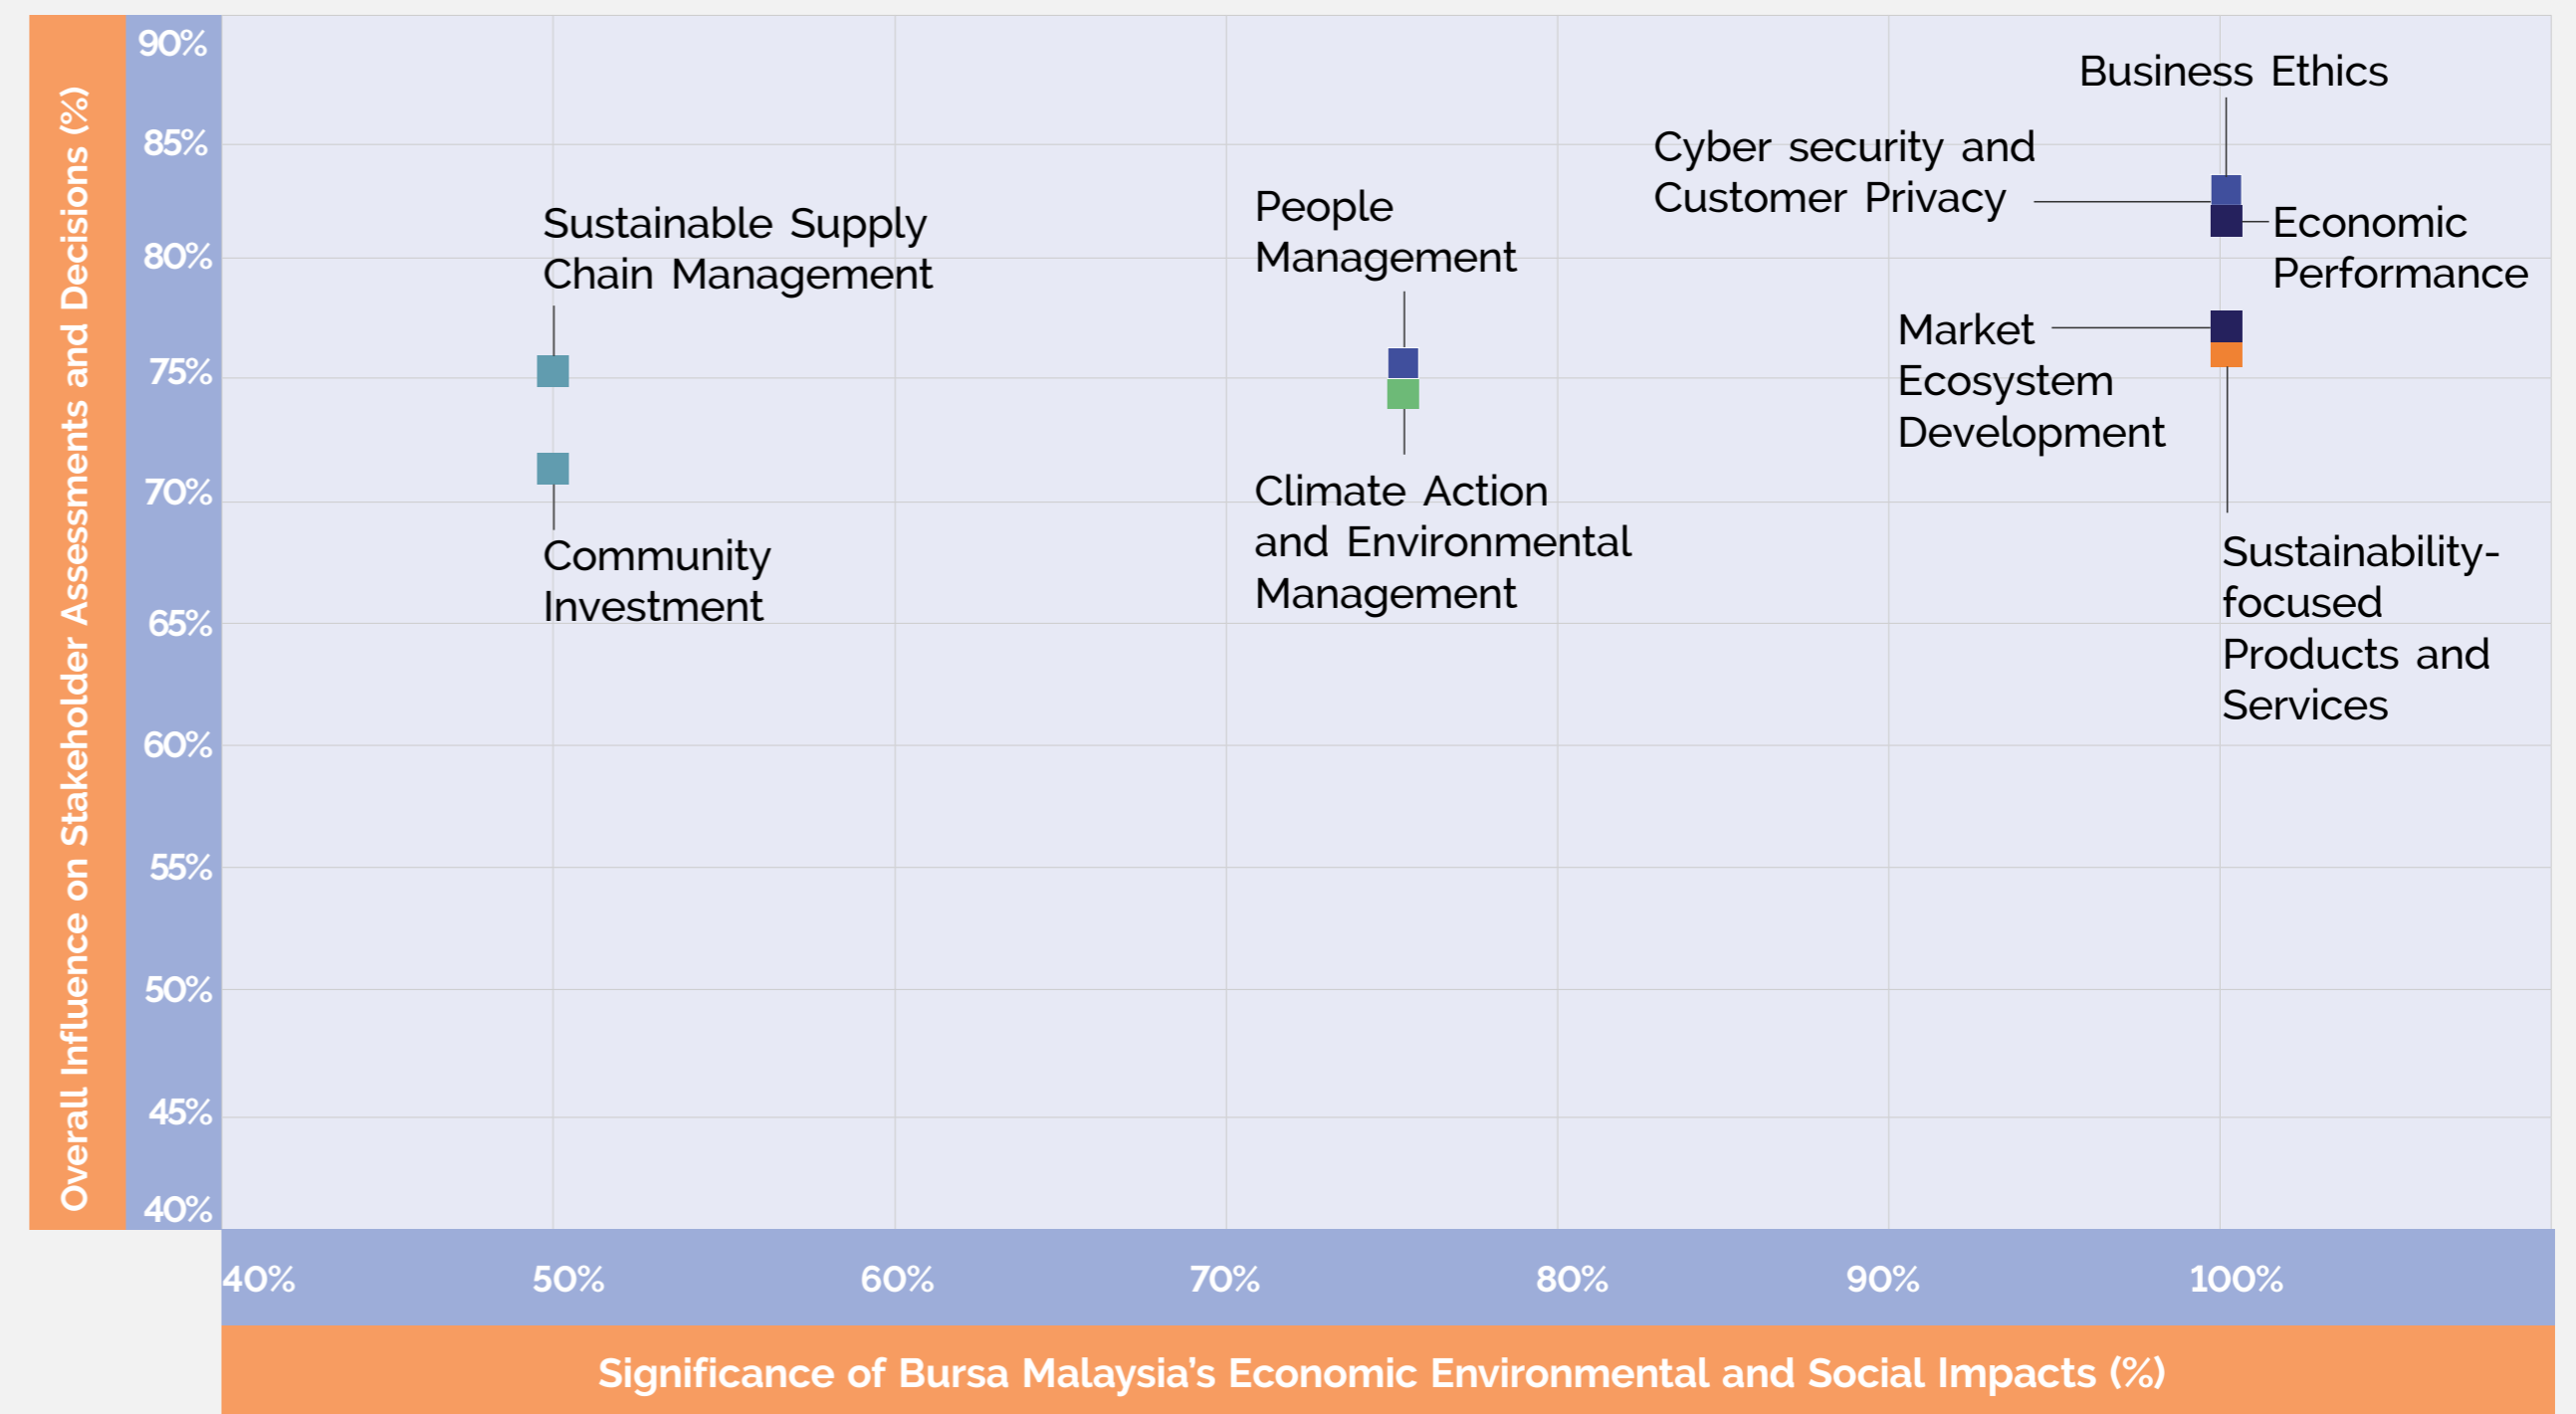 Overall Influence on Stakeholder Assessments and Decisions (%)
90%
85%
80%
75%
70%
65%
60%
55%
50%
45%
40%
Sustainable Supply
Chain Management
Community
Investment
People
Management
Climate Action
and Environmental
Management
Business Ethics
Cyber security and
Customer Privacy
Economic
Performance
Market
Ecosystem
Development
Sustainability-
focused
Products and
Services
40%
50%
60%
70%
80%
90%
100%
Significance of Bursa Malaysia’s Economic Environmental and Social Impacts (%)